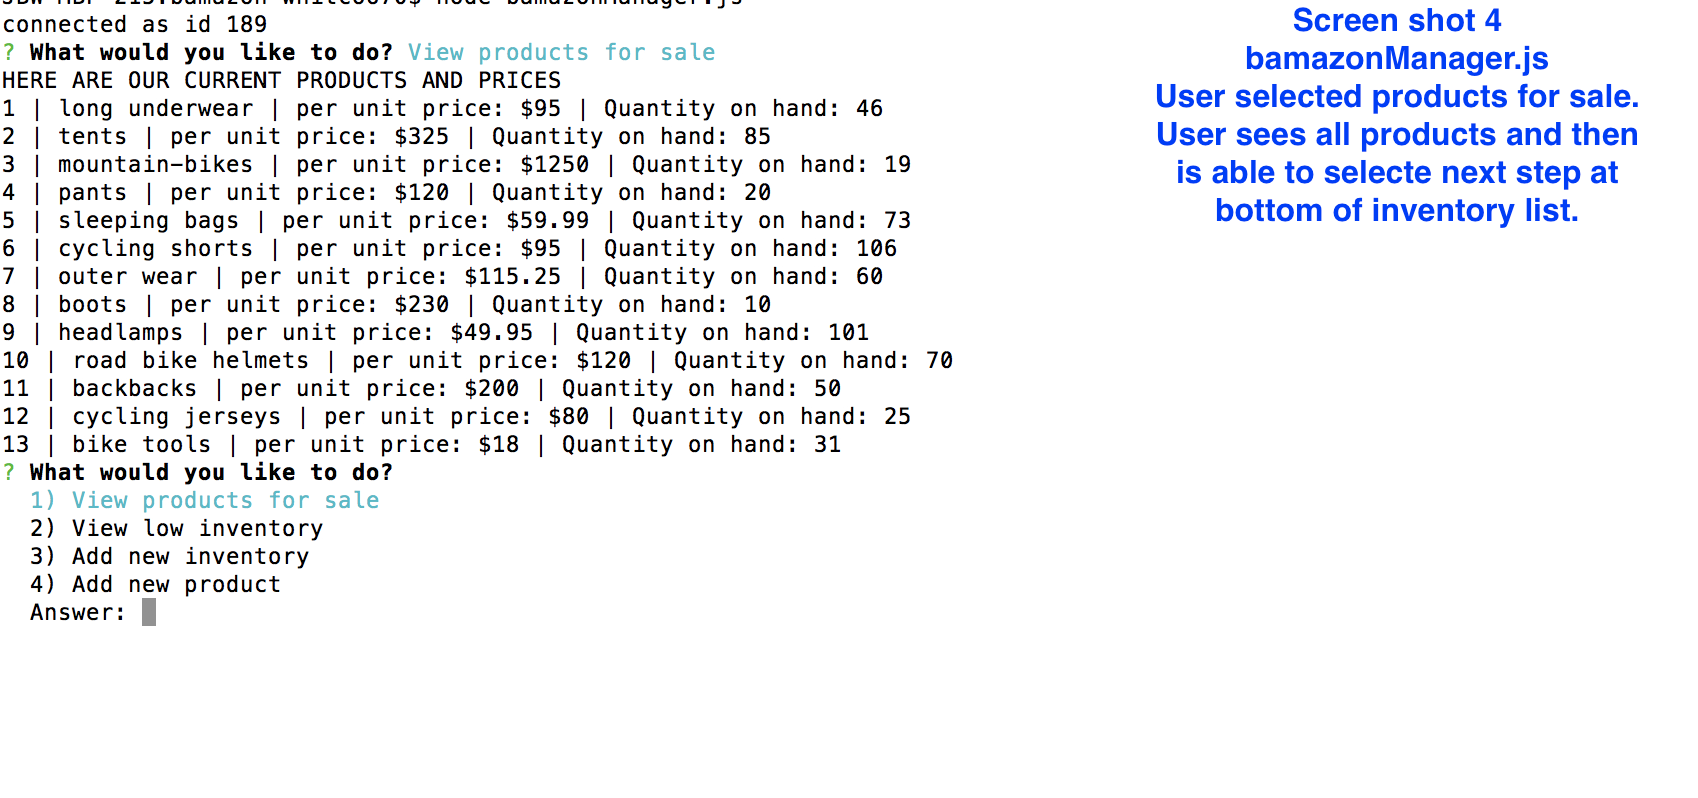 connected as id 189
? What would you like to do? View products for sale
HERE ARE OUR CURRENT PRODUCTS AND PRICES
1 | long underwear | per unit price: $95 | Quantity on hand: 46
2 | tents | per unit price: $325 | Quantity on hand: 85
3 | mountain-bikes | per unit price: $1250 | Quantity on hand: 19
4 | pants | per unit price: $120 | Quantity on hand: 20
5 | sleeping bags | per unit price: $59.99 | Quantity on hand: 73
6 | cycling shorts | per unit price: $95 | Quantity on hand: 106
7 | outer wear | per unit price: $115.25 | Quantity on hand: 60
8 | boots | per unit price: $230 | Quantity on hand: 10
9 | headlamps | per unit price: $49.95 | Quantity on hand: 101
10 | road bike helmets | per unit price: $120 | Quantity on hand: 70
11 | backbacks | per unit price: $200 | Quantity on hand: 50
12 | cycling jerseys | per unit price: $80 | Quantity on hand: 25
13 | bike tools | per unit price: $18 | Quantity on hand: 31
? What would you like to do?
1) View products for sale
2) View low inventory
3) Add new inventory
4) Add new product
Answer:
Screen shot 4
bamazonManager.js
User selected products for sale.
User sees all products and then
is able to selecte next step at
bottom of inventory list.